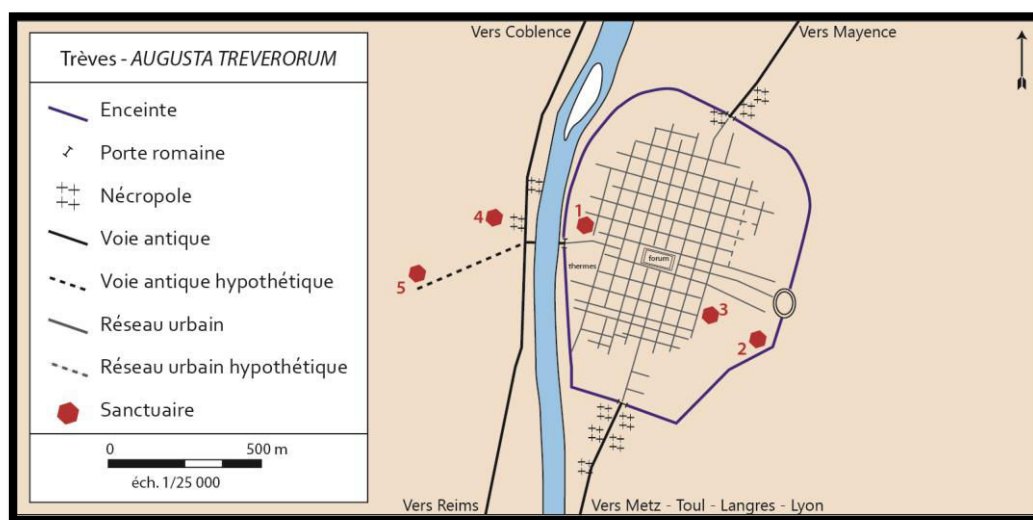 Trèves - AUGUSTA TREVERORUM
Enceinte
Porte romaine
Nécropole
Voie antique
Voie antique hypothétique
Réseau urbain
Réseau urbain hypothétique
Sanctuaire
0 500 m
éch. 1/25 000
Vers Coblence
Vers Mayence
1
4
5
thermes
forum
3
2
Vers Reims
Vers Metz - Toul - Langres - Lyon